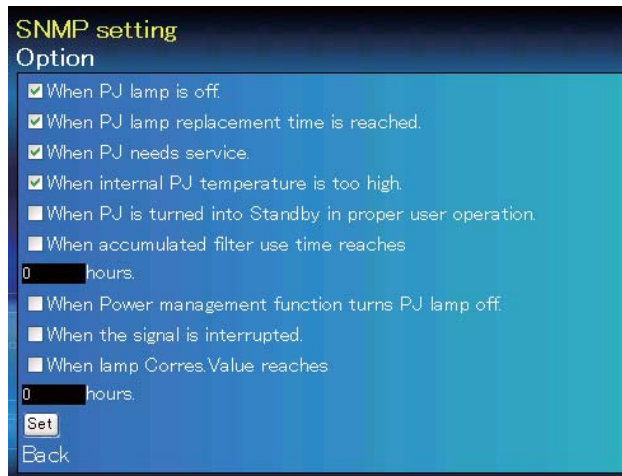 SNMP setting
Option
When PJ lamp is off.
When PJ lamp replacement time is reached.
When PJ needs service.
When internal PJ temperature is too high.
When PJ is turned into Standby in proper user operation.
When accumulated filter use time reaches
0 hours.
When Power management function turns PJ lamp off.
When the signal is interrupted.
When lamp Corres.Value reaches
0 hours.
Set
Back